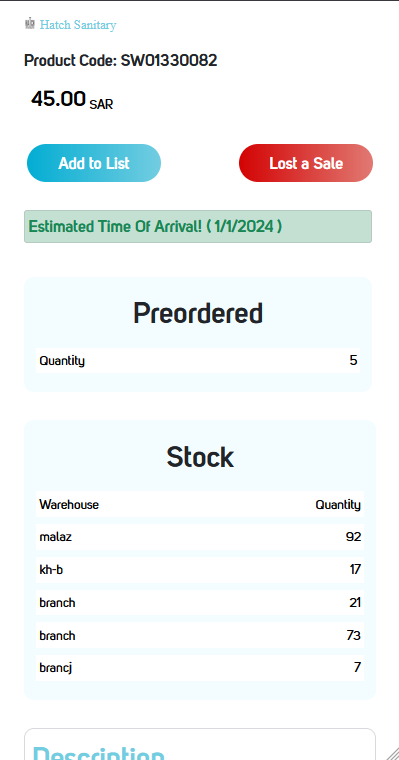 Hatch Sanitary
Product Code: SW01330082
45.00 SAR
Add to List
Lost a Sale
Estimated Time Of Arrival! ( 1/1/2024 )
Preordered
Quantity 5
Stock
Warehouse Quantity
malaz 92
kh-b 17
branch 21
branch 73
brancj 7
Description